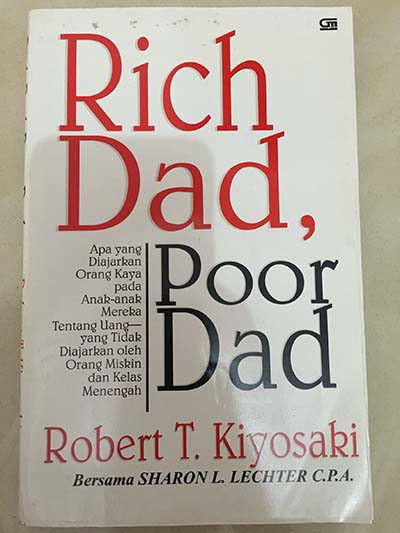 GM
Rich
Dad,
Poor
Dad
Apa yang
Diajarkan
Orang Kaya
pada
Anak-anak
Mereka
Tentang Uang—
yang Tidak
Diajarkan oleh
Orang Miskin
dan Kelas
Menengah
Robert T. Kiyosaki
Bersama SHARON L. LECHTER C.P.A.